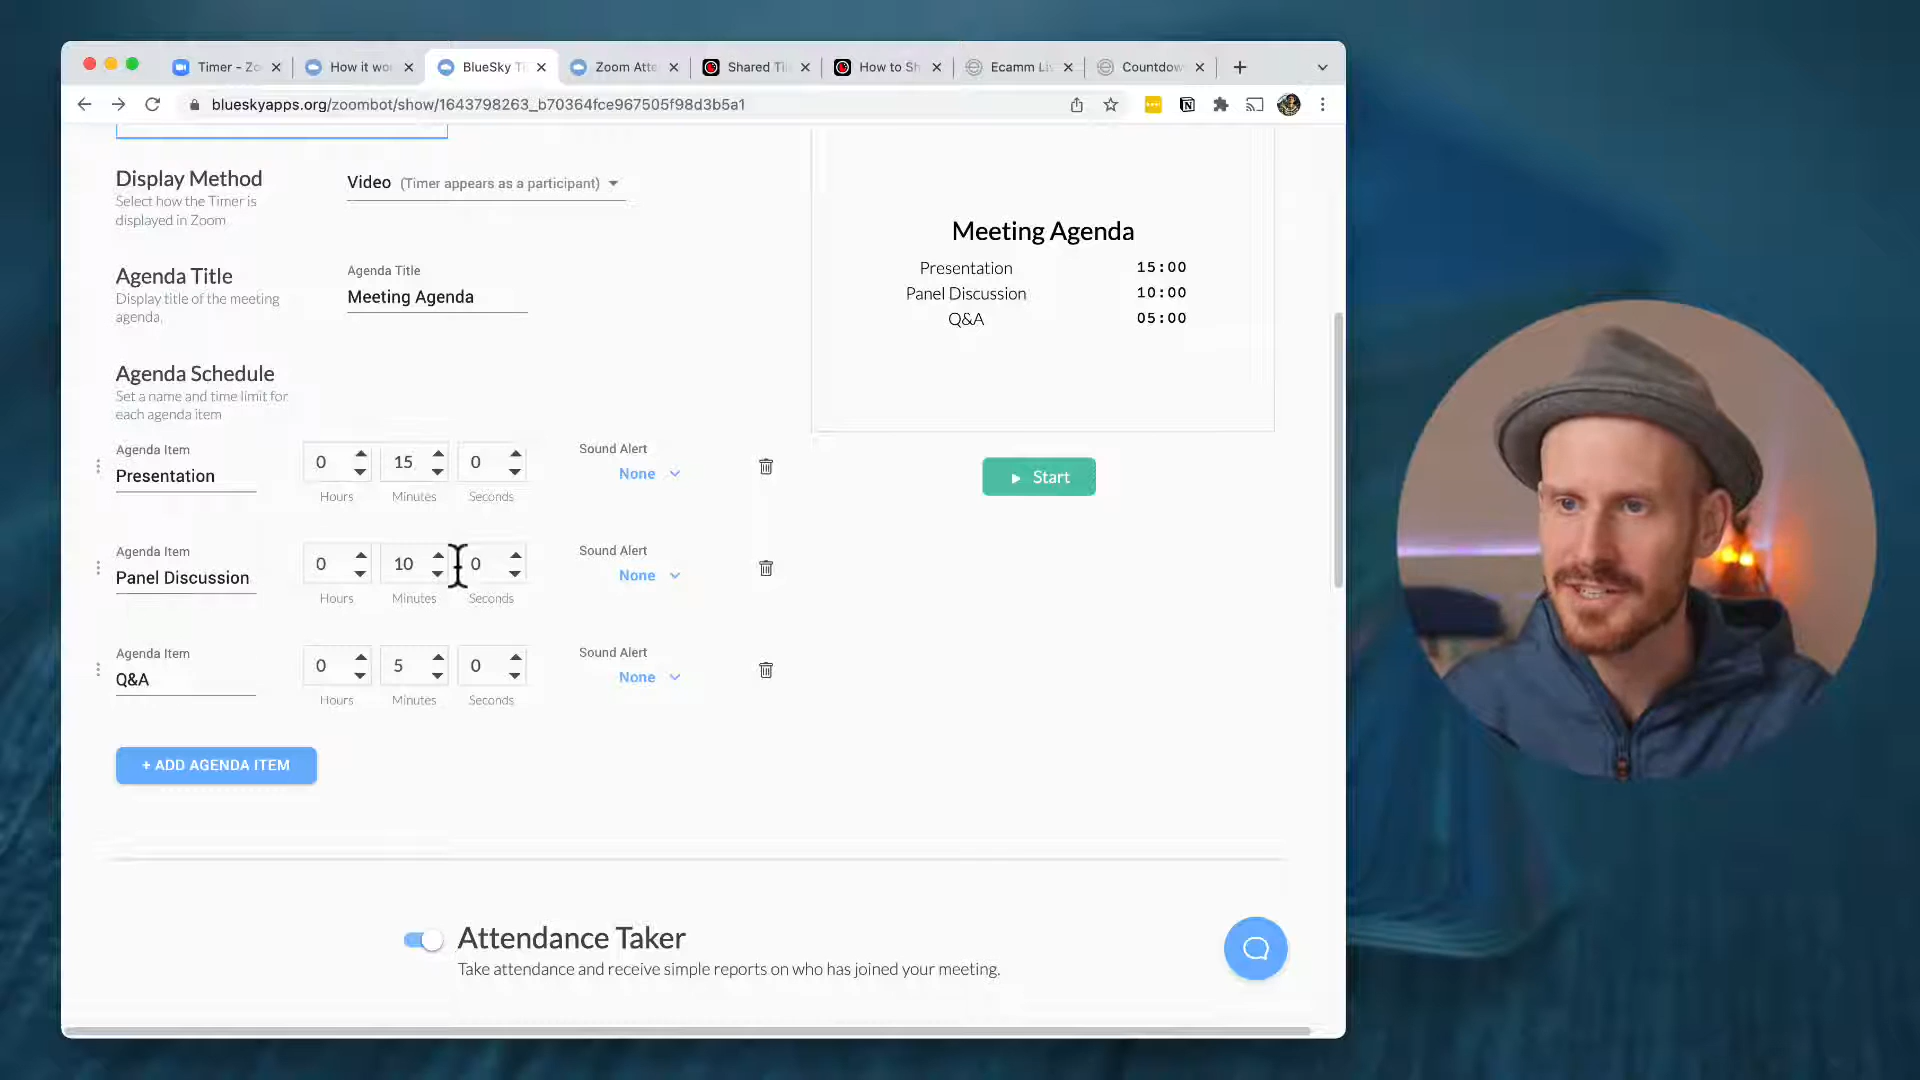 Timer - Zo
How it wo
BlueSky Ti
Zoom Atte
Shared Ti
How to Sh
Ecamm Li
Countdow
blueskyapps.org/zoombot/show/1643798263_b70364fce967505f98d3b5a1
Display Method
Select how the Timer is
displayed in Zoom
Video (Timer appears as a participant)
Agenda Title
Display title of the meeting
agenda.
Agenda Title
Meeting Agenda
Agenda Schedule
Set a name and time limit for
each agenda item
Agenda Item
Presentation
0 15 0
Hours Minutes Seconds
Sound Alert
None
Agenda Item
Panel Discussion
0 10 0
Hours Minutes Seconds
Sound Alert
None
Agenda Item
Q&A
0 5 0
Hours Minutes Seconds
Sound Alert
None
+ ADD AGENDA ITEM
Meeting Agenda
Presentation 15:00
Panel Discussion 10:00
Q&A 05:00
Start
Attendance Taker
Take attendance and receive simple reports on who has joined your meeting.